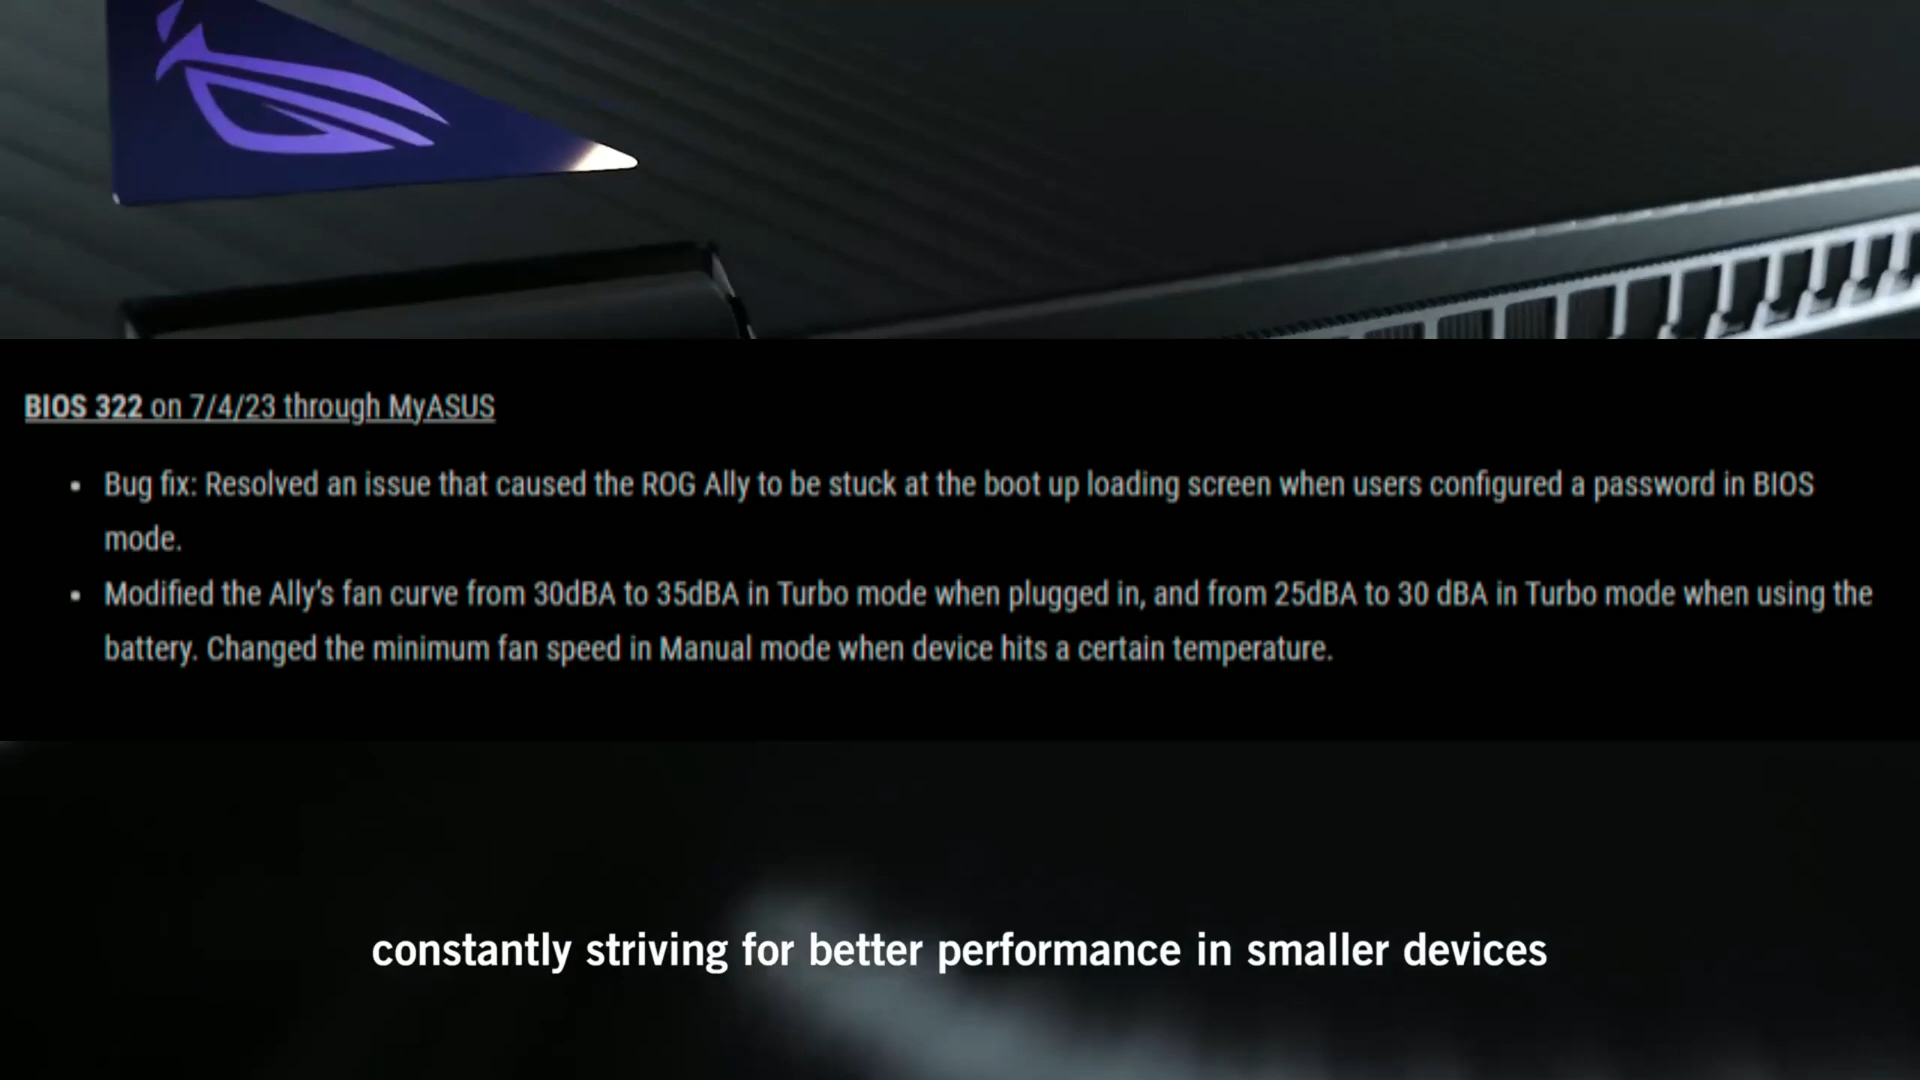 BIOS 322 on 7/4/23 through MyASUS
• Bug fix: Resolved an issue that caused the ROG Ally to be stuck at the boot up loading screen when users configured a password in BIOS
mode.
• Modified the Ally's fan curve from 30dBA to 35dBA in Turbo mode when plugged in, and from 25dBA to 30 dBA in Turbo mode when using the
battery. Changed the minimum fan speed in Manual mode when device hits a certain temperature.
constantly striving for better performance in smaller devices